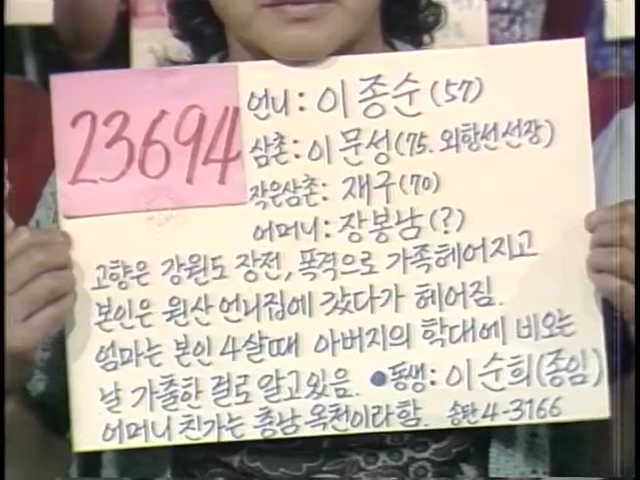 23694
언니: 이종순(57)
삼촌: 이문성(75. 외항선선장)
작은삼촌: 재구(70)
어머니: 장봉남(?)
고향은 강원도 장전, 폭격으로 가족헤어지고
본인은 원산 언니집에 갔다가 헤어짐.
엄마는 본인 4살때 아버지의 학대에 비오는
날 가출한 걸로 알고있음. ●동생: 이순희(종임)
어머니 친가는 충남 옥천이라함. 송탄4-3166